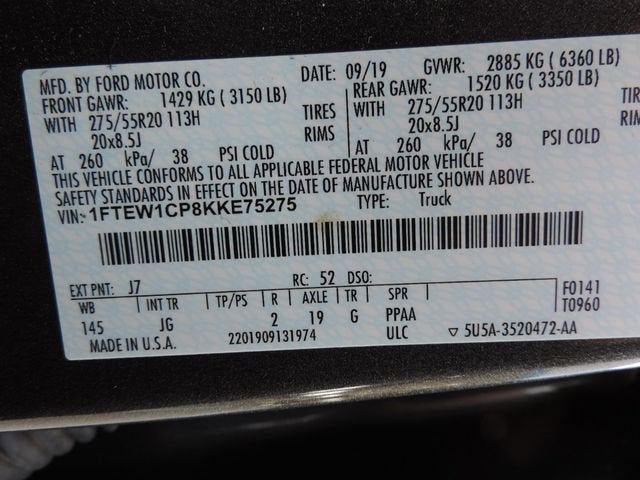 MFD. BY FORD MOTOR CO. DATE: 09/19 GVWR: 2885 KG ( 6360 LB)
FRONT GAWR: 1429 KG ( 3150 LB) REAR GAWR: 1520 KG ( 3350 LB)
WITH 275/55R20 113H TIRES 275/55R20 113H
20x8.5J RIMS WITH 20x8.5J
AT 260 kPa/ 38 PSI COLD AT 260 kPa/ 38 PSI COLD
THIS VEHICLE CONFORMS TO ALL APPLICABLE FEDERAL MOTOR VEHICLE
SAFETY STANDARDS IN EFFECT ON THE DATE OF MANUFACTURE SHOWN ABOVE.
VIN: 1FTEW1CP8KKE75275 TYPE: Truck
EXT PNT: J7 RC: 52 DSO: F0141
WB INT TR TP/PS R AXLE TR SPR T0960
145 JG 2 19 G PPAA
MADE IN U.S.A. 2201909131974 ULC ▽ 5U5A-3520472-AA